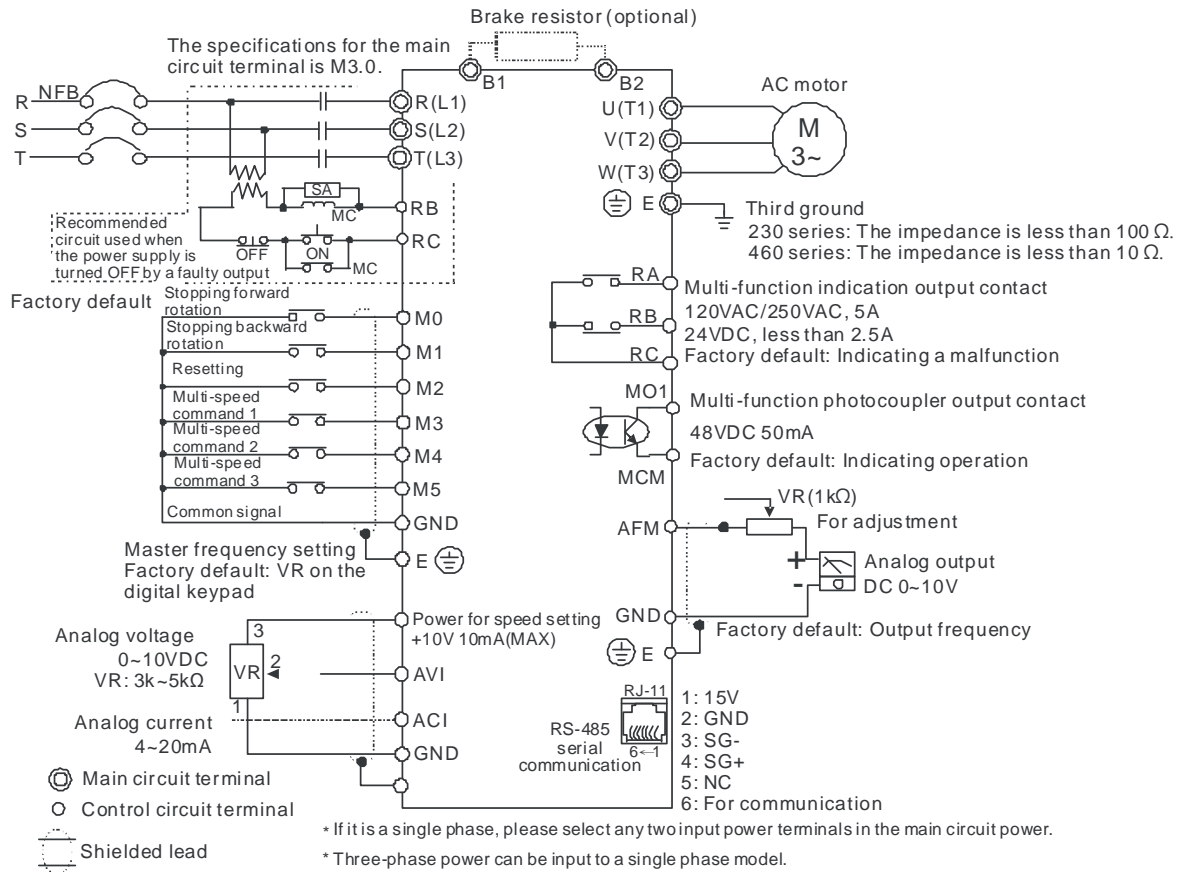 Brake resistor (optional)
The specifications for the main
circuit terminal is M3.0.
B1
B2
AC motor
NFB
R
S
T
R(L1)
S(L2)
T(L3)
U(T1)
V(T2)
W(T3)
M
3~
E
SA
MC
RB
RC
OFF
ON
MC
Recommended
circuit used when
the power supply is
turned OFF by a faulty output
Third ground
230 series: The impedance is less than 100 Ω.
460 series: The impedance is less than 10 Ω.
Factory default
Stopping forward
rotation
M0
Stopping backward
rotation
M1
Resetting
M2
Multi-speed
command 1
M3
Multi-speed
command 2
M4
Multi-speed
command 3
M5
Common signal
GND
E
RA
RB
RC
Multi-function indication output contact
120VAC/250VAC, 5A
24VDC, less than 2.5A
Factory default: Indicating a malfunction
MO1
MCM
Multi-function photocoupler output contact
48VDC 50mA
Factory default: Indicating operation
Master frequency setting
Factory default: VR on the
digital keypad
AFM
VR(1kΩ)
For adjustment
+
-
Analog output
DC 0~10V
GND
Factory default: Output frequency
E
Analog voltage
0~10VDC
VR: 3k~5kΩ
3
VR
2
1
Power for speed setting
+10V 10mA(MAX)
AVI
Analog current
4~20mA
ACI
GND
RJ-11
6←1
RS-485
serial
communication
1: 15V
2: GND
3: SG-
4: SG+
5: NC
6: For communication
Main circuit terminal
Control circuit terminal
Shielded lead
* If it is a single phase, please select any two input power terminals in the main circuit power.
* Three-phase power can be input to a single phase model.